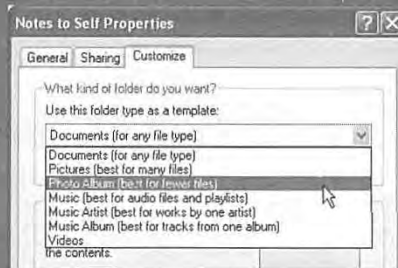 Notes to Self Properties
General Sharing Customize
What kind of folder do you want?
Use this folder type as a template:
Documents (for any file type)
Documents (for any file type)
Pictures (best for many files)
Photo Album (best for fewer files)
Music (best for audio files and playlists)
Music Artist (best for works by one artist)
Music Album (best for tracks from one album)
Videos
the contents.